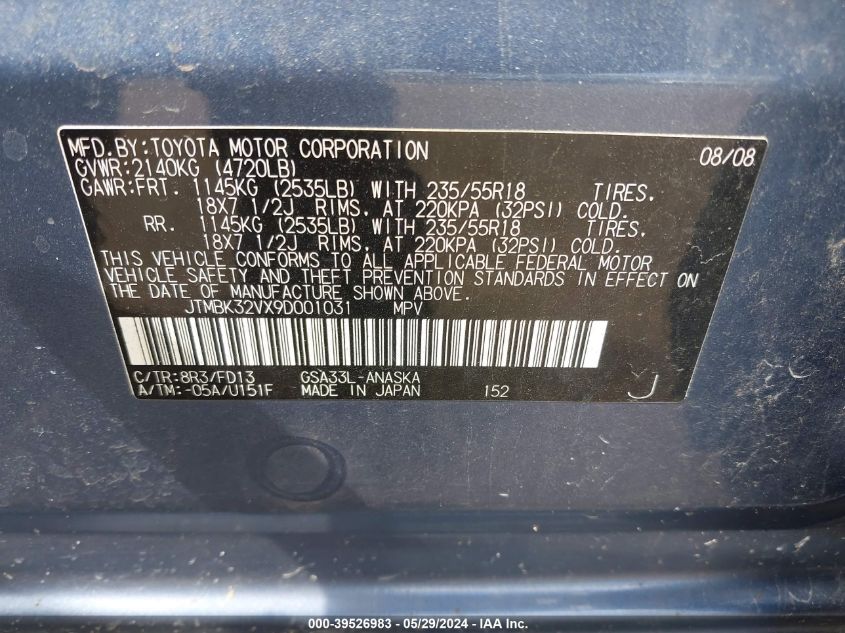 MFD. BY: TOYOTA MOTOR CORPORATION 08/08
GVWR: 2140KG (4720LB)
GAWR: FRT. 1145KG (2535LB) WITH 235/55R18 TIRES,
18X7 1/2J RIMS, AT 220KPA (32PSI) COLD.
RR. 1145KG (2535LB) WITH 235/55R18 TIRES,
18X7 1/2J RIMS, AT 220KPA (32PSI) COLD.
THIS VEHICLE CONFORMS TO ALL APPLICABLE FEDERAL MOTOR
VEHICLE SAFETY AND THEFT PREVENTION STANDARDS IN EFFECT ON
THE DATE OF MANUFACTURE SHOWN ABOVE.
JTMBK32VX9D001031 MPV
C/TR: 8R3/FD13 GSA33L-ANASKA
A/TM: -05A/U151F MADE IN JAPAN 152 J
000-39526983 - 05/29/2024 - IAA Inc.